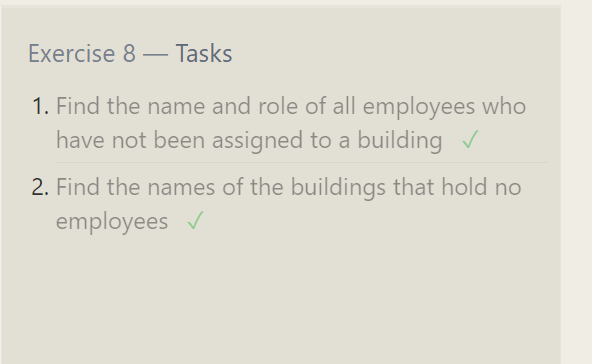 Exercise 8 — Tasks
1. Find the name and role of all employees who
have not been assigned to a building ✓
2. Find the names of the buildings that hold no
employees ✓